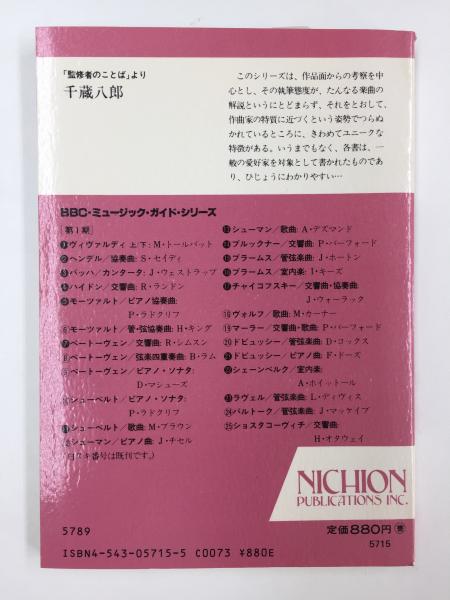 「監修者のことば」より
千蔵八郎
このシリーズは、作品面からの考察を中
心とし、その執筆態度が、たんなる楽曲の
解説というにとどまらず、それをとおして、
作曲家の特質に近づくという姿勢でつらぬ
かれているところに、きわめてユニークな
特徴がある。いうまでもなく、各書は、一
般の愛好家を対象として書かれたものであ
り、ひじょうにわかりやすい…
BBC・ミュージック・ガイド・シリーズ
[第1期]
❶ヴィヴァルディ 上/下: M・トールバット
❷ヘンデル/協奏曲: S・セイディ
❸バッハ/カンタータ: J・ウェストラップ
❹ハイドン/交響曲: R・ランドン
❺モーツァルト/ピアノ協奏曲:
P・ラドクリフ
⑥モーツァルト/管・弦協奏曲: H・キング
❼ベートーヴェン/交響曲: R・シムスン
⑧ベートーヴェン/弦楽四重奏曲: B・ラム
⑨ベートーヴェン/ピアノ・ソナタ:
D・マシューズ
⑩シューベルト/ピアノ・ソナタ:
P・ラドクリフ
⓫シューベルト/歌曲: M・ブラウン
⑫シューマン/ピアノ曲: J・チセル
(白ヌキ番号は既刊です。)
⓭シューマン/歌曲: A・デズマンド
⓮ブルックナー/交響曲: P・バーフォード
⓯ブラームス/管弦楽曲: J・ホートン
⓰ブラームス/室内楽: I・キーズ
⓱チャイコフスキー/交響曲・協奏曲:
J・ウォーラック
⑱ヴォルフ/歌曲: M・カーナー
⑲マーラー/交響曲・歌曲: P・バーフォード
⑳ドビュッシー/管弦楽曲: D・コックス
㉑ドビュッシー/ピアノ曲: F・ドーズ
㉒シェーンベルク/室内楽:
A・ホイットール
㉓ラヴェル/管弦楽曲: L・ディヴィス
㉔バルトーク/管弦楽曲: J・マッケイブ
㉕ショスタコーヴィチ/交響曲:
H・オタウェイ
NICHION
PUBLICATIONS INC.
5789
定価880円
5715
ISBN4-543-05715-5 C0073 ¥880E